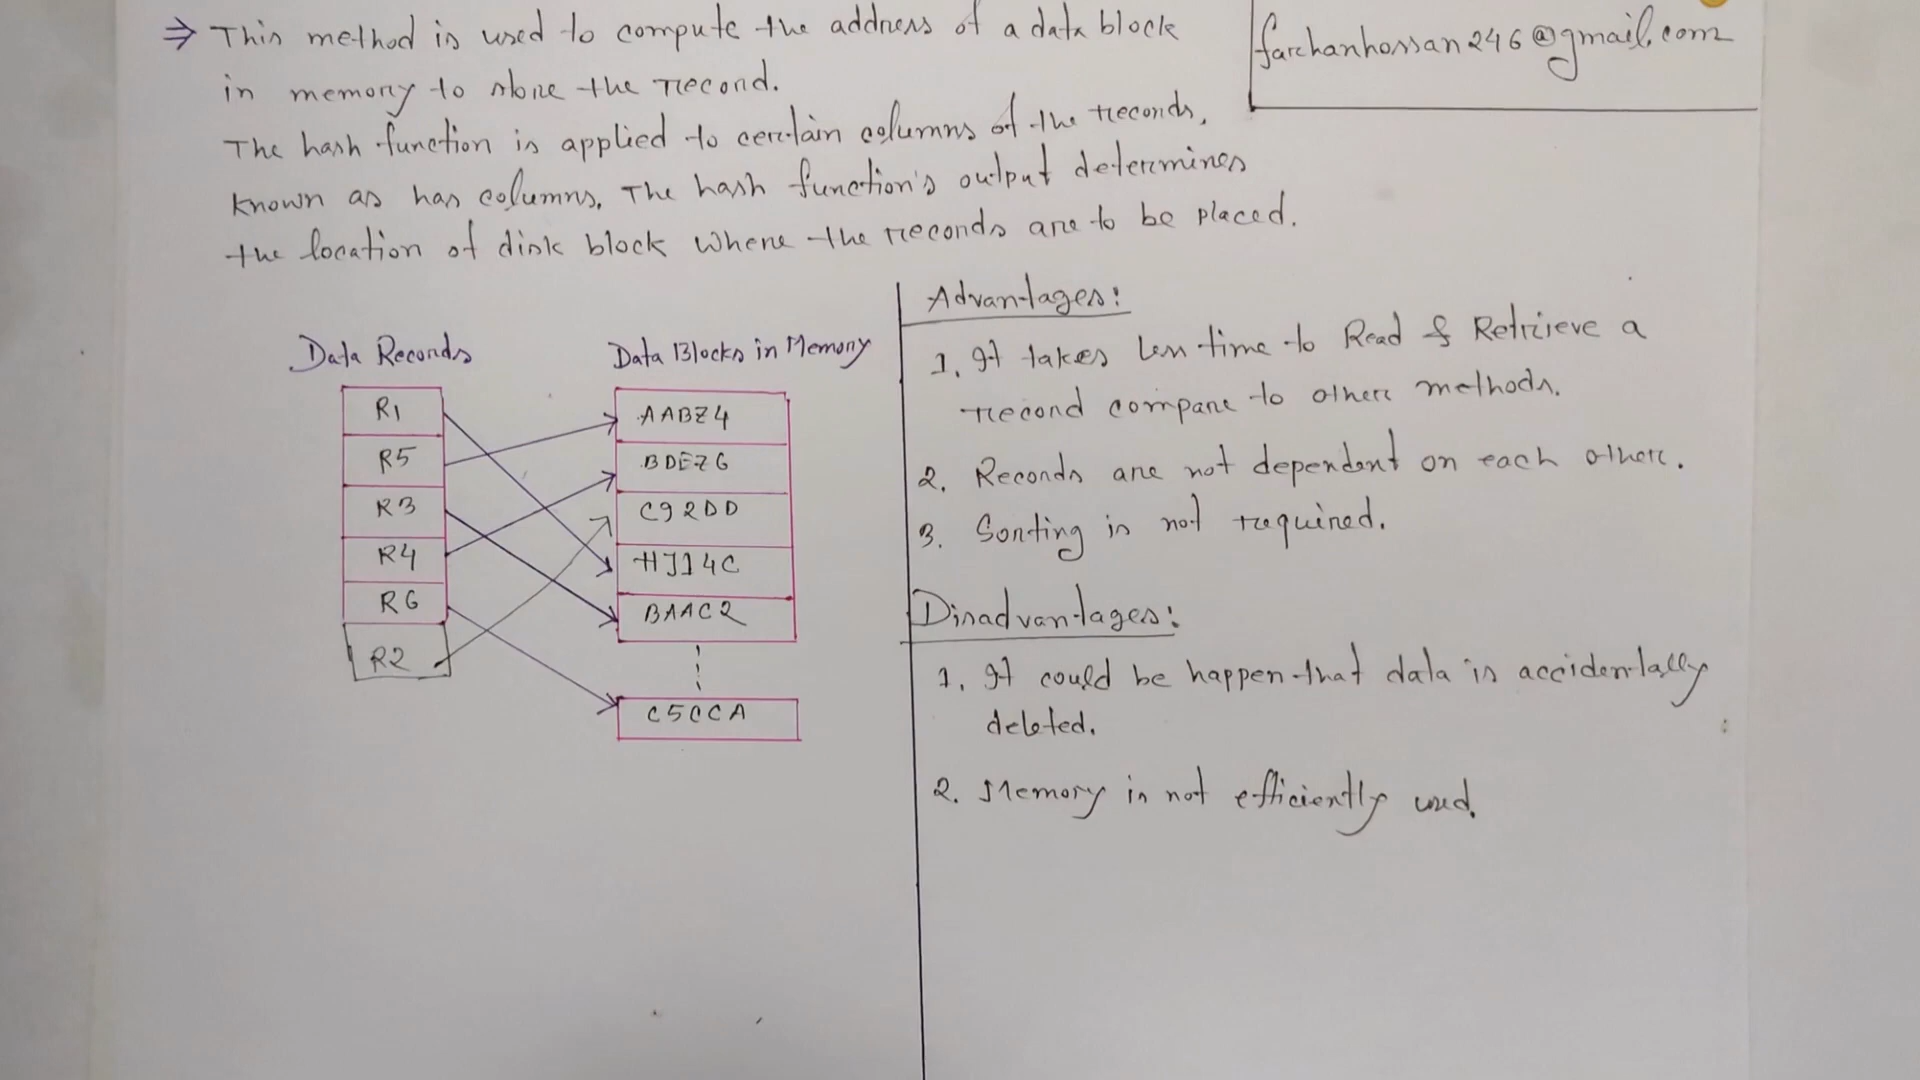 ⇒ This method is used to compute the address of a data block
in memory to store the record.
The hash function is applied to certain columns of the records,
known as has columns. The hash function's output determines
the location of disk block where the records are to be placed.
farhanhossan246@gmail.com
Data Records
R1
R5
R3
R4
R6
R2
Data Blocks in Memory
AABZ4
BDEZ6
C92DD
HJ14C
BAAC2
C5CCA
Advantages:
1. It takes less time to Read & Retrieve a
record compare to other methods.
2. Records are not dependent on each other.
3. Sorting is not required.
Disadvantages:
1. It could be happen that data is accidentally
deleted.
2. Memory is not efficiently used.